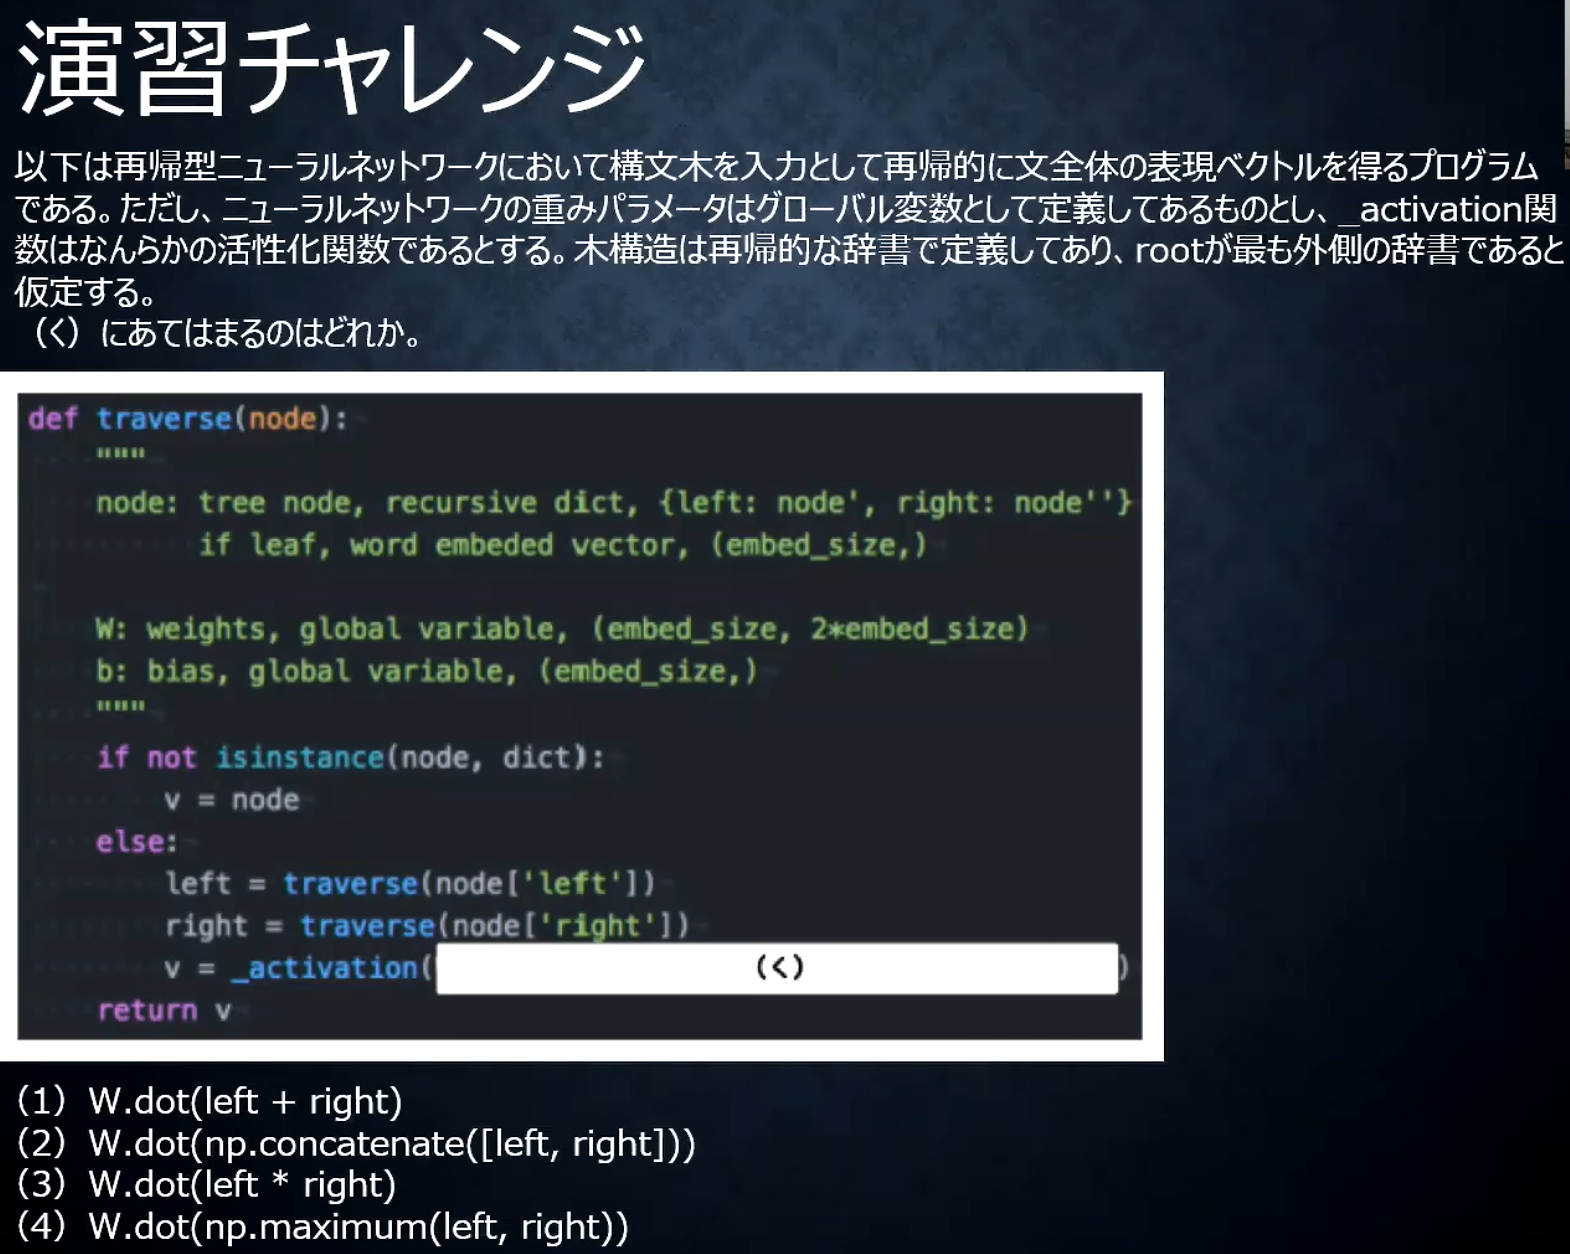 演習チャレンジ
以下は再帰型ニューラルネットワークにおいて構文木を入力として再帰的に文全体の表現ベクトルを得るプログラム
である。ただし、ニューラルネットワークの重みパラメータはグローバル変数として定義してあるものとし、_activation関
数はなんらかの活性化関数であるとする。木構造は再帰的な辞書で定義してあり、rootが最も外側の辞書であると
仮定する。
（く）にあてはまるのはどれか。
def traverse(node):
    """
    node: tree node, recursive dict, {left: node', right: node''}
          if leaf, word embeded vector, (embed_size,)

    W: weights, global variable, (embed_size, 2*embed_size)
    b: bias, global variable, (embed_size,)
    """
    if not isinstance(node, dict):
        v = node
    else:
        left = traverse(node['left'])
        right = traverse(node['right'])
        v = _activation((く))
    return v
（1）W.dot(left + right)
（2）W.dot(np.concatenate([left, right]))
（3）W.dot(left * right)
（4）W.dot(np.maximum(left, right))